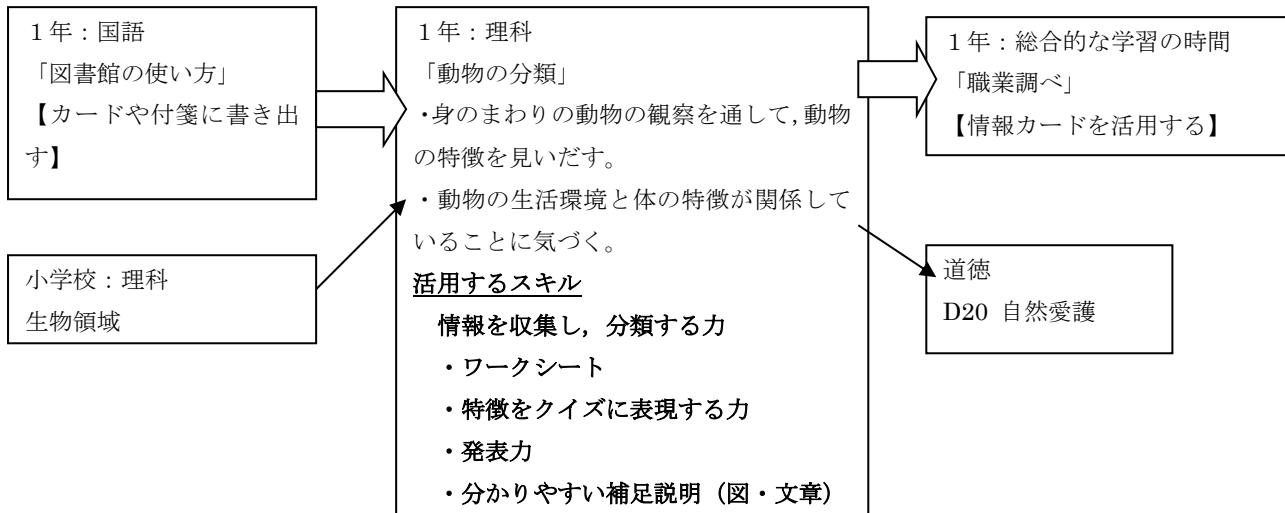 １年：国語
「図書館の使い方」
【カードや付箋に書き出
す】
小学校：理科
生物領域
１年：理科
「動物の分類」
・身のまわりの動物の観察を通して，動物
の特徴を見いだす。
・動物の生活環境と体の特徴が関係して
いることに気づく。
活用するスキル
情報を収集し，分類する力
・ワークシート
・特徴をクイズに表現する力
・発表力
・分かりやすい補足説明（図・文章）
１年：総合的な学習の時間
「職業調べ」
【情報カードを活用する】
道徳
D20 自然愛護